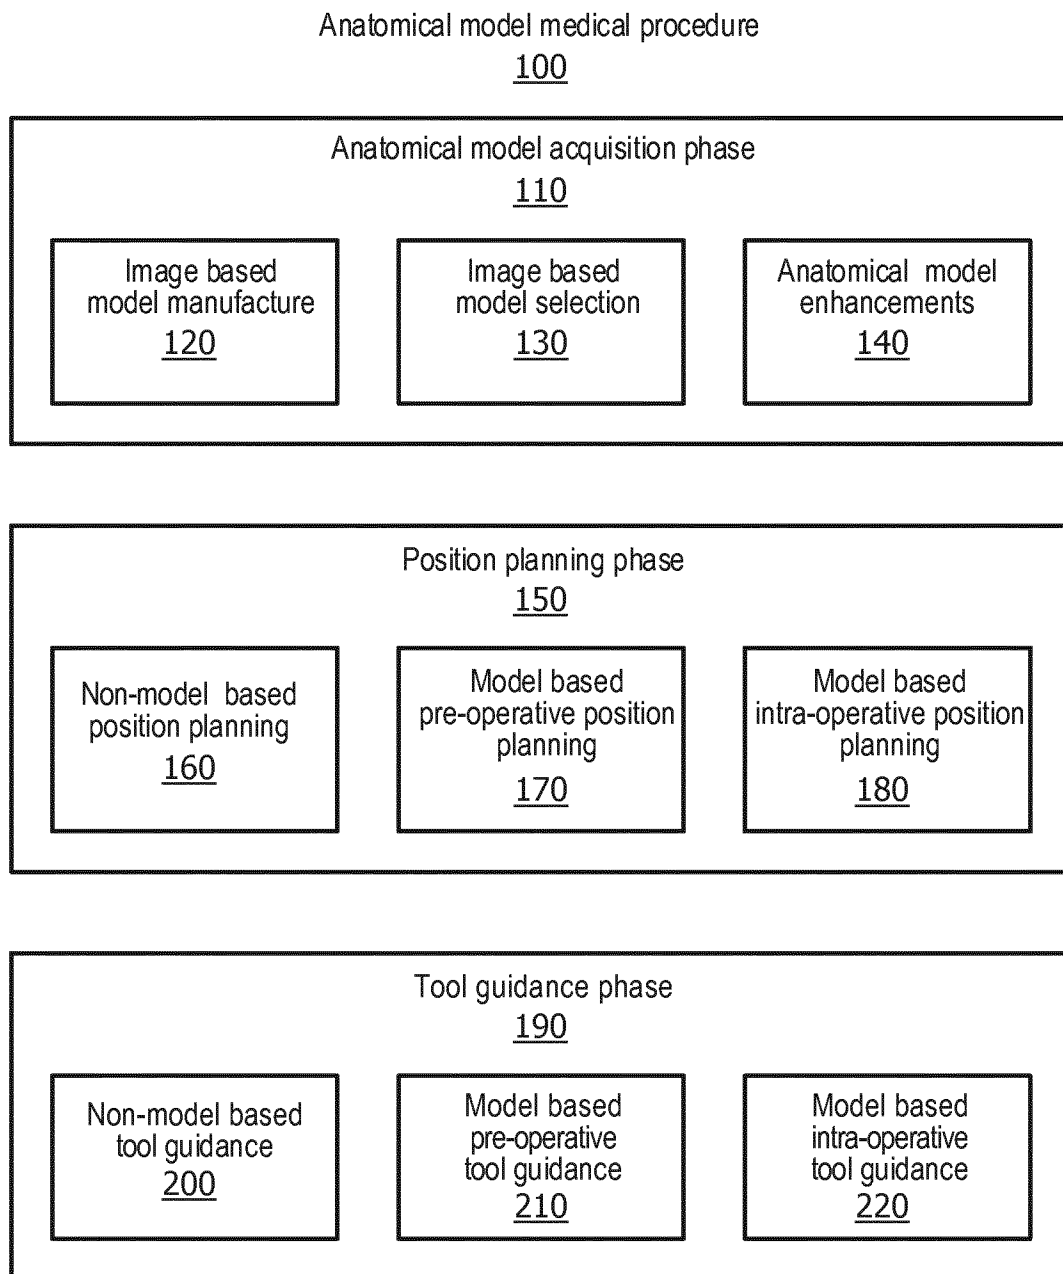 Anatomical model medical procedure
100
Anatomical model acquisition phase
110
Image based
model manufacture
120
Image based
model selection
130
Anatomical model
enhancements
140
Position planning phase
150
Non-model based
position planning
160
Model based
pre-operative position
planning
170
Model based
intra-operative position
planning
180
Tool guidance phase
190
Non-model based
tool guidance
200
Model based
pre-operative
tool guidance
210
Model based
intra-operative
tool guidance
220